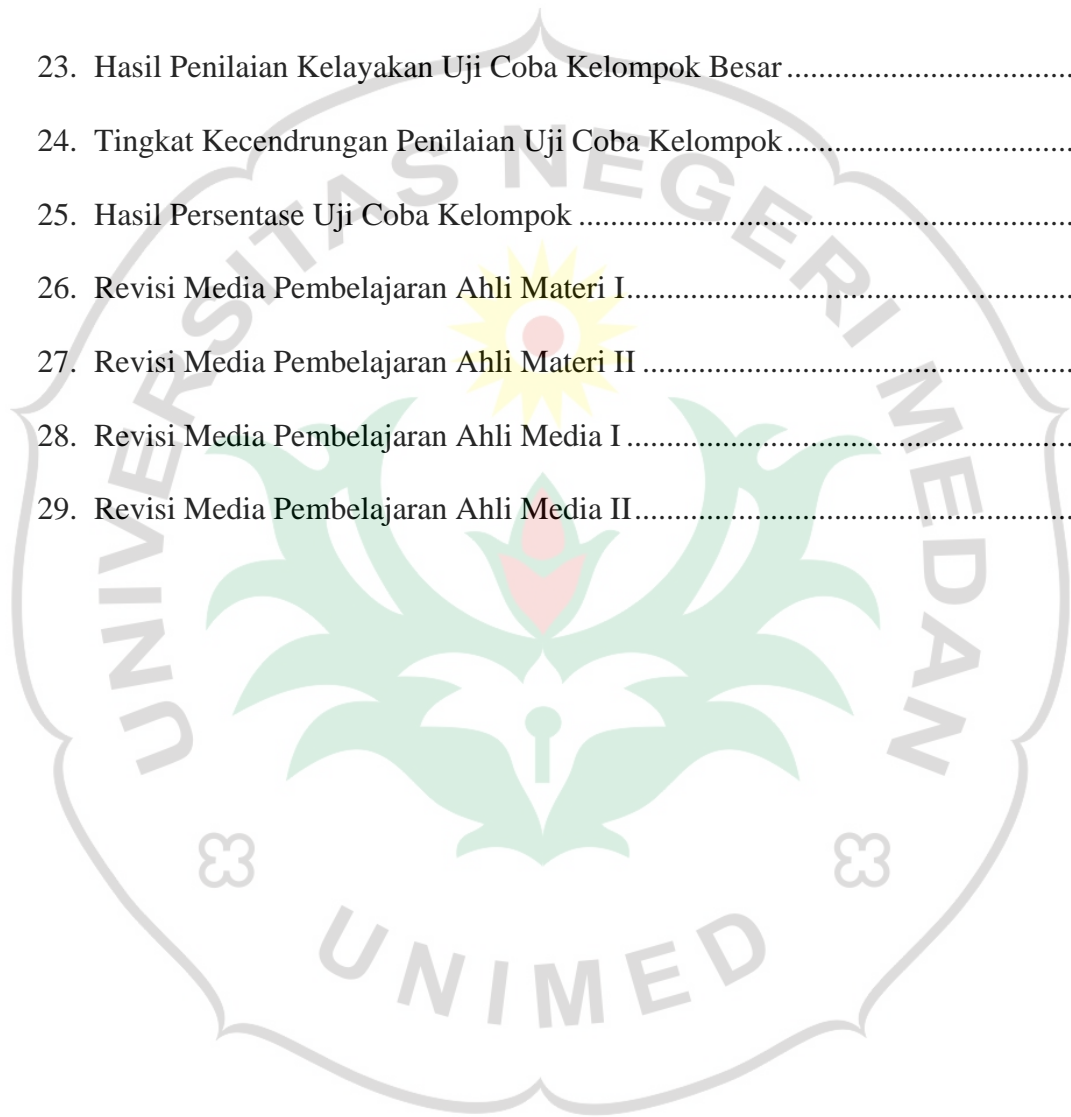 23. Hasil Penilaian Kelayakan Uji Coba Kelompok Besar ....................................
24. Tingkat Kecendrungan Penilaian Uji Coba Kelompok ....................................
25. Hasil Persentase Uji Coba Kelompok ................................................................
26. Revisi Media Pembelajaran Ahli Materi I..........................................................
27. Revisi Media Pembelajaran Ahli Materi II ........................................................
28. Revisi Media Pembelajaran Ahli Media I ..........................................................
29. Revisi Media Pembelajaran Ahli Media II.........................................................
UNIVERSITAS NEGERI MEDAN
UNIMED